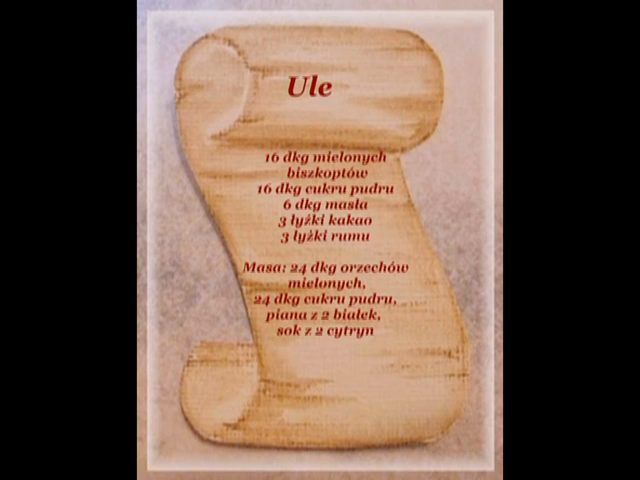 Ule
16 dkg mielonych
biszkoptów
16 dkg cukru pudru
6 dkg masła
3 łyżki kakao
3 łyżki rumu
Masa: 24 dkg orzechów
mielonych,
24 dkg cukru pudru,
piana z 2 białek,
sok z 2 cytryn